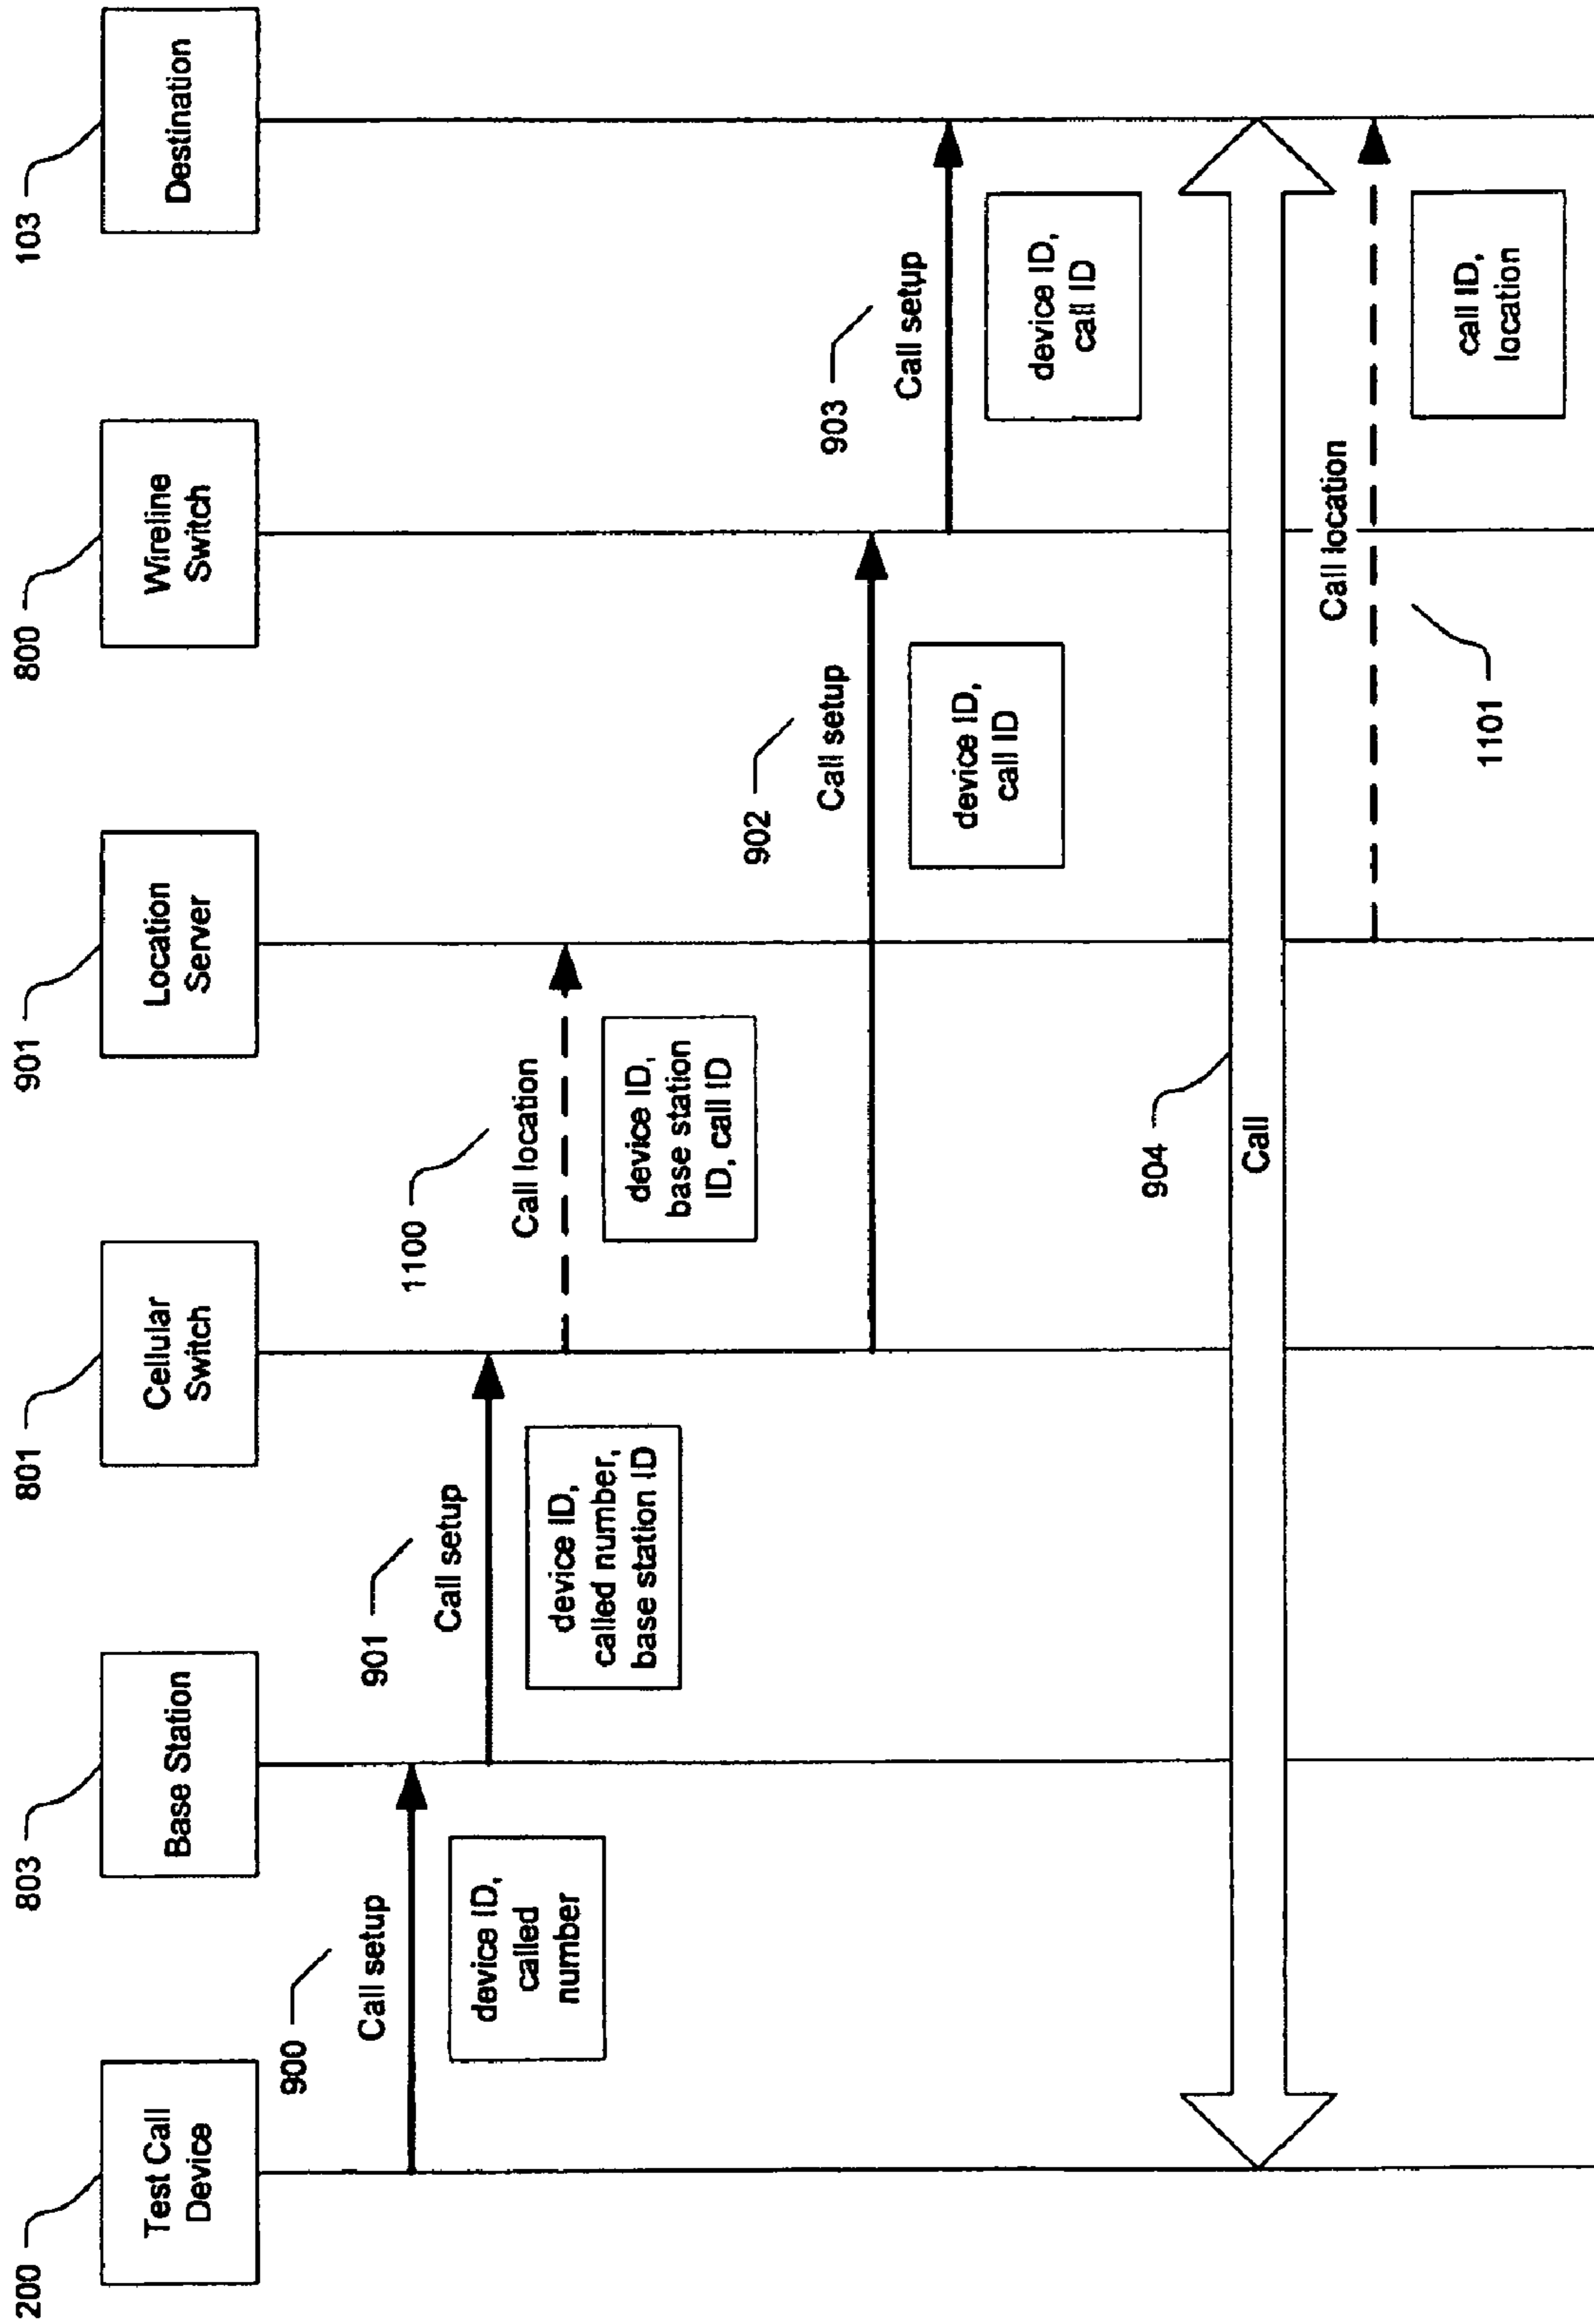 200
Test Call
Device
803
Base Station
801
Cellular
Switch
901
Location
Server
800
Wireline
Switch
103
Destination
900
Call setup
device ID,
called
number
901
Call setup
device ID,
called number,
base station ID
1100
Call location
device ID,
base station
ID, call ID
902
Call setup
device ID,
call ID
903
Call setup
device ID,
call ID
904
Call
Call location
1101
call ID,
location